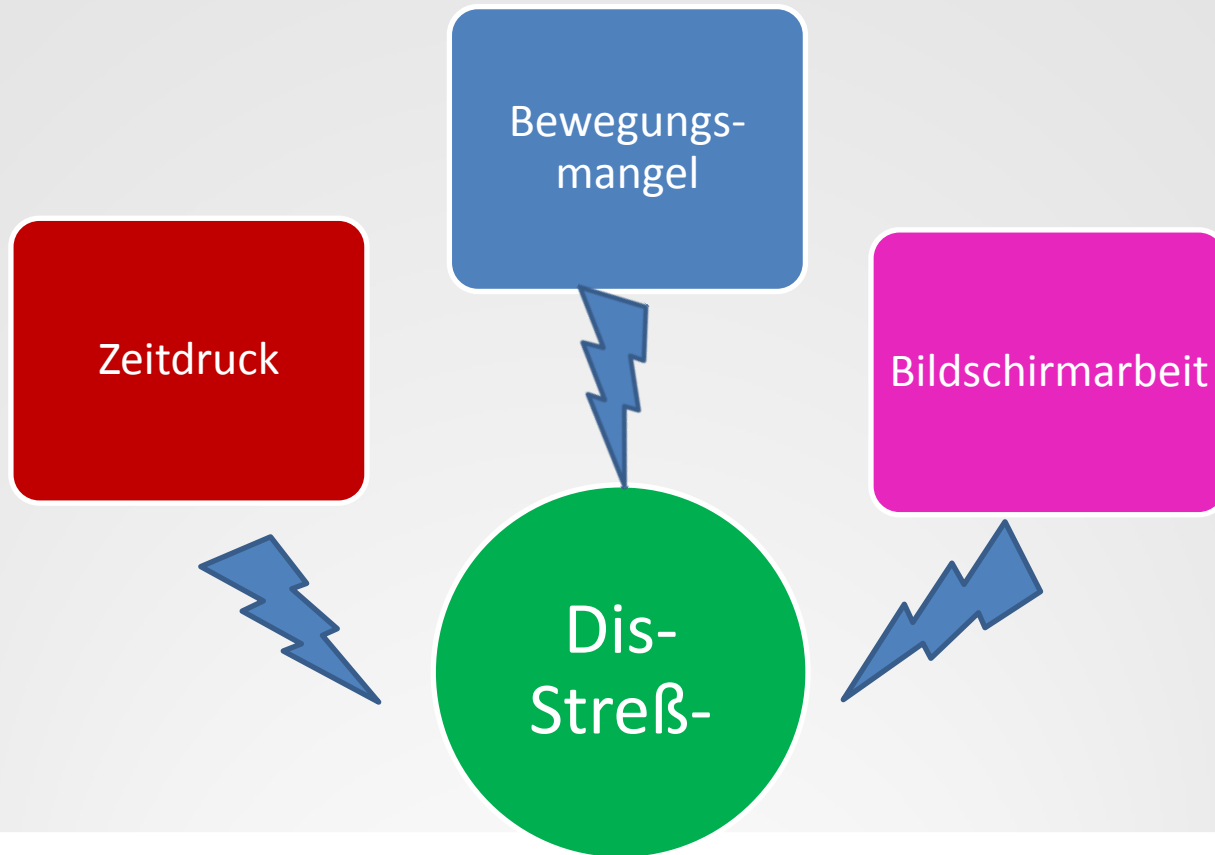 Bewegungs-
mangel
Zeitdruck
Bildschirmarbeit
Dis-
Streß-